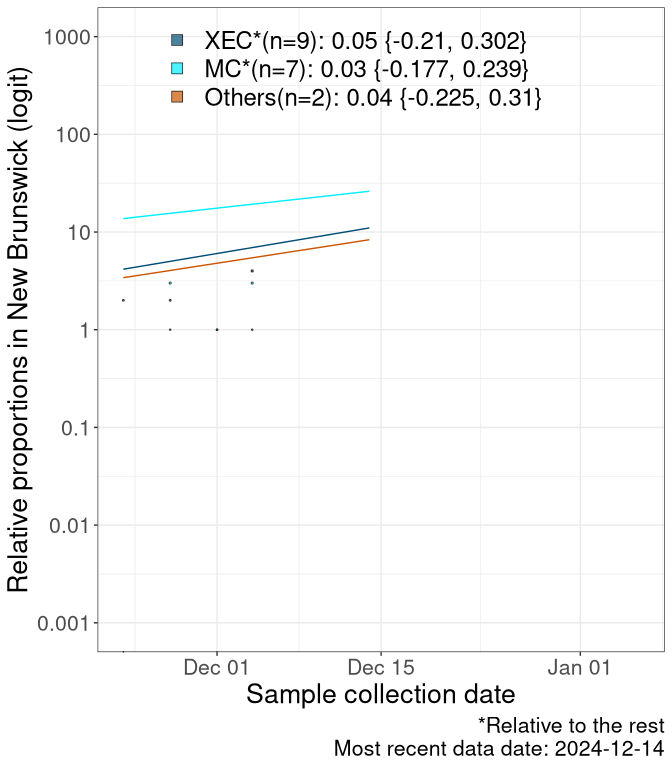 XEC*(n=9): 0.05 {-0.21, 0.302}
MC*(n=7): 0.03 {-0.177, 0.239}
Others(n=2): 0.04 {-0.225, 0.31}
Relative proportions in New Brunswick (logit)
1000
100
10
1
0.1
0.01
0.001
Dec 01
Dec 15
Jan 01
Sample collection date
*Relative to the rest
Most recent data date: 2024-12-14